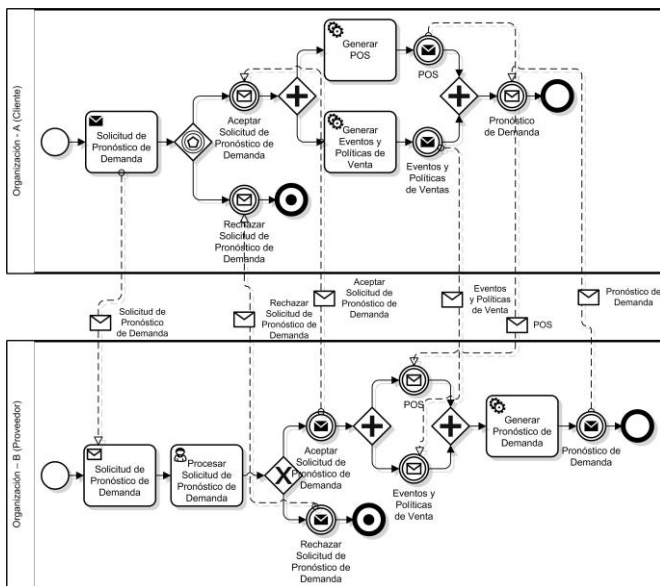 Organización - A (Cliente)
Solicitud de
Pronóstico de
Demanda
Aceptar
Solicitud de
Pronóstico de
Demanda
Rechazar
Solicitud de
Pronóstico de
Demanda
Generar
POS
Generar
Eventos y
Políticas de
Venta
POS
Eventos y
Políticas
de Ventas
Pronóstico
de Demanda
Solicitud de
Pronóstico
de Demanda
Rechazar
Solicitud de
Pronóstico de
Demanda
Aceptar
Solicitud de
Pronóstico de
Demanda
Eventos
y Políticas
de Venta
POS
Pronóstico de
Demanda
Organización – B (Proveedor)
Solicitud de
Pronóstico de
Demanda
Procesar
Solicitud de
Pronóstico de
Demanda
X
Aceptar
Solicitud de
Pronóstico de
Demanda
Rechazar
Solicitud de
Pronóstico de
Demanda
POS
Eventos y
Políticas
de Venta
Generar
Pronóstico de
Demanda
Pronóstico de
Demanda